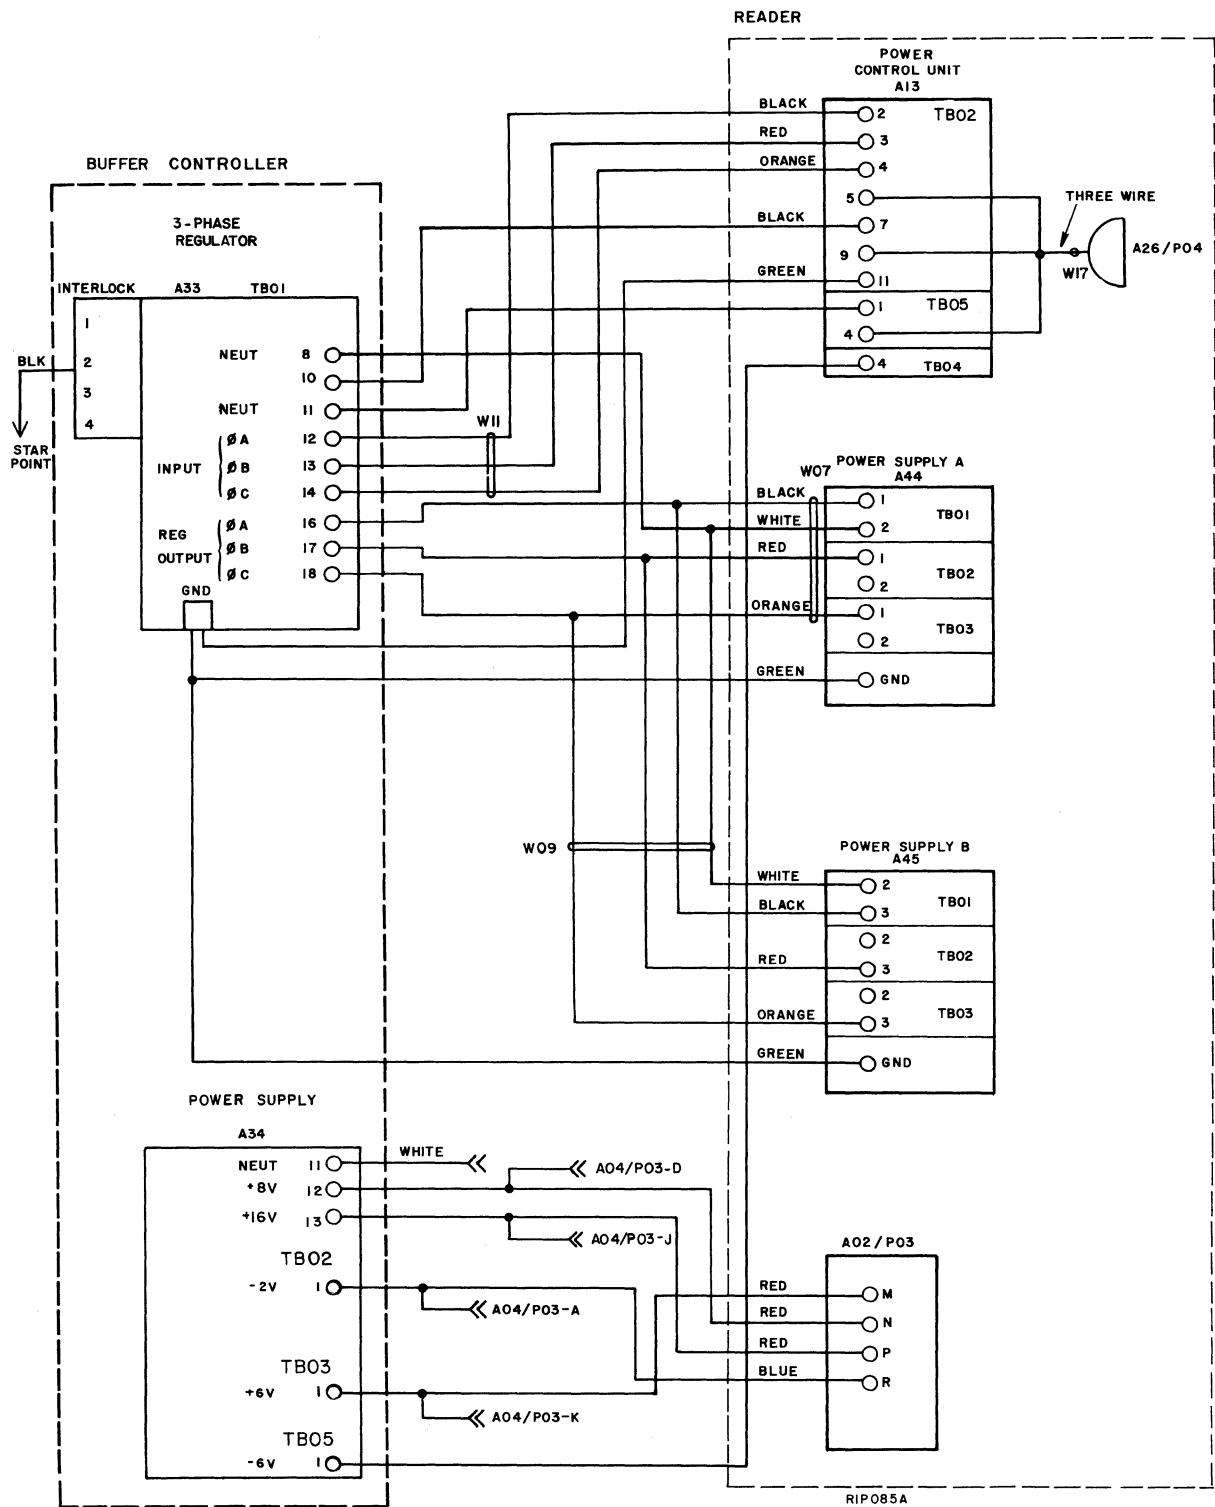 READER
POWER
CONTROL UNIT
A13
BLACK
2
TB02
RED
3
ORANGE
4
5
THREE WIRE
BLACK
7
9
A26/P04
W17
GREEN
11
1
TB05
4
4
TB04
BUFFER CONTROLLER
3-PHASE
REGULATOR
INTERLOCK
A33
TB01
1
BLK
2
3
4
STAR
POINT
NEUT
8
10
NEUT
11
W11
INPUT
ØA
12
ØB
13
ØC
14
REG
OUTPUT
ØA
16
ØB
17
ØC
18
GND
W07
POWER SUPPLY A
A44
BLACK
1
TB01
WHITE
2
RED
1
TB02
2
ORANGE
1
TB03
2
GREEN
GND
W09
POWER SUPPLY B
A45
WHITE
2
TB01
BLACK
3
2
TB02
RED
3
2
TB03
ORANGE
3
GREEN
GND
POWER SUPPLY
A34
NEUT
11
WHITE
+8V
12
A04/P03-D
+16V
13
A04/P03-J
TB02
-2V
1
A04/P03-A
TB03
+6V
1
A04/P03-K
TB05
-6V
1
A02/P03
RED
M
RED
N
RED
P
BLUE
R
RIP085A